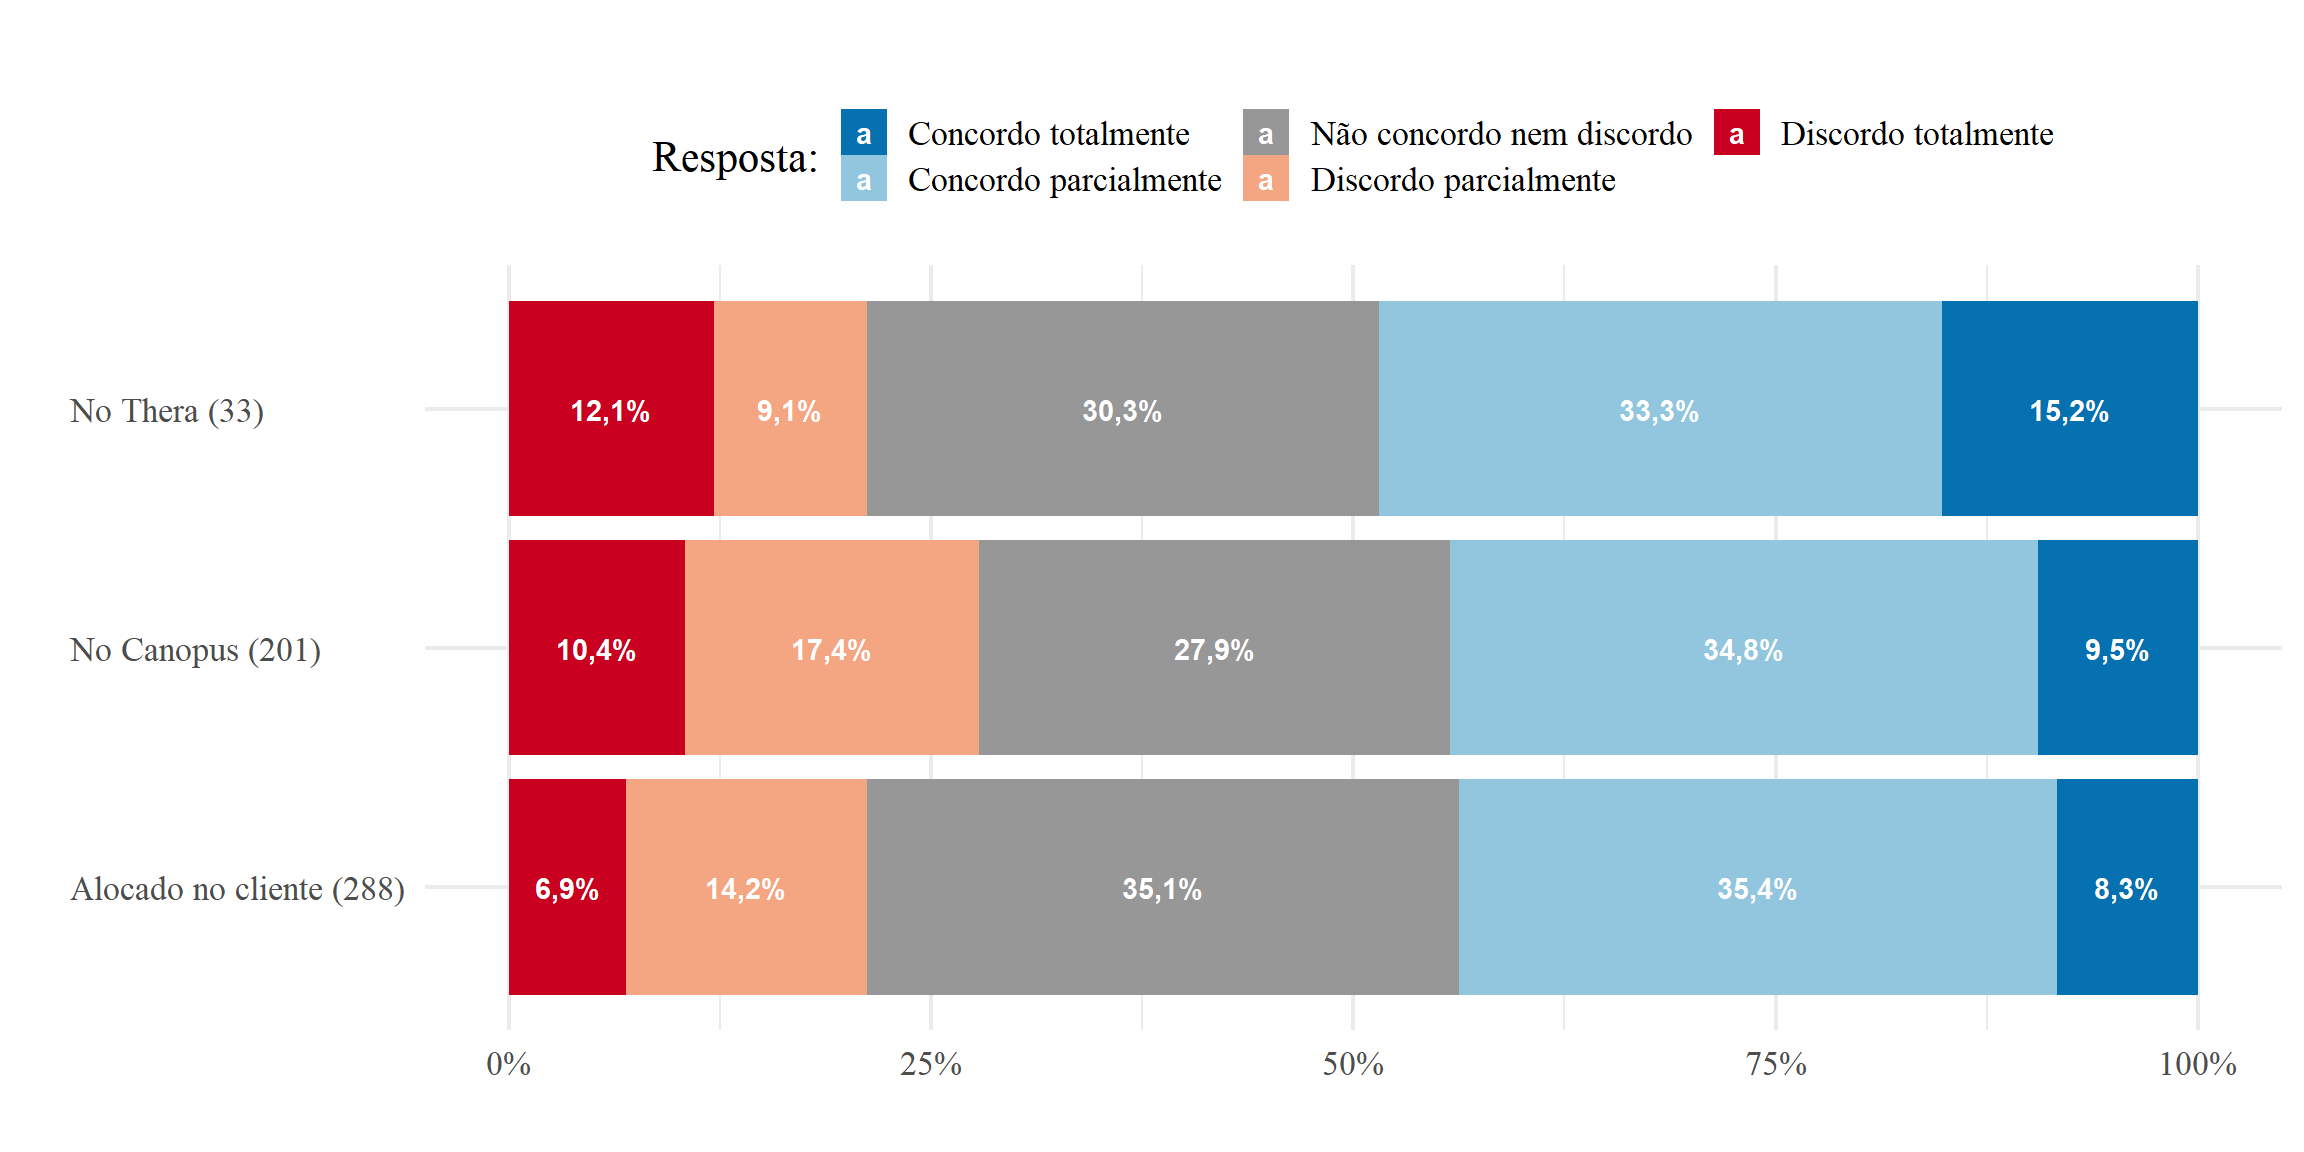 Resposta:
a Concordo totalmente
a Concordo parcialmente
a Não concordo nem discordo
a Discordo parcialmente
a Discordo totalmente
No Thera (33)
12,1% 9,1% 30,3% 33,3% 15,2%
No Canopus (201)
10,4% 17,4% 27,9% 34,8% 9,5%
Alocado no cliente (288)
6,9% 14,2% 35,1% 35,4% 8,3%
0% 25% 50% 75% 100%